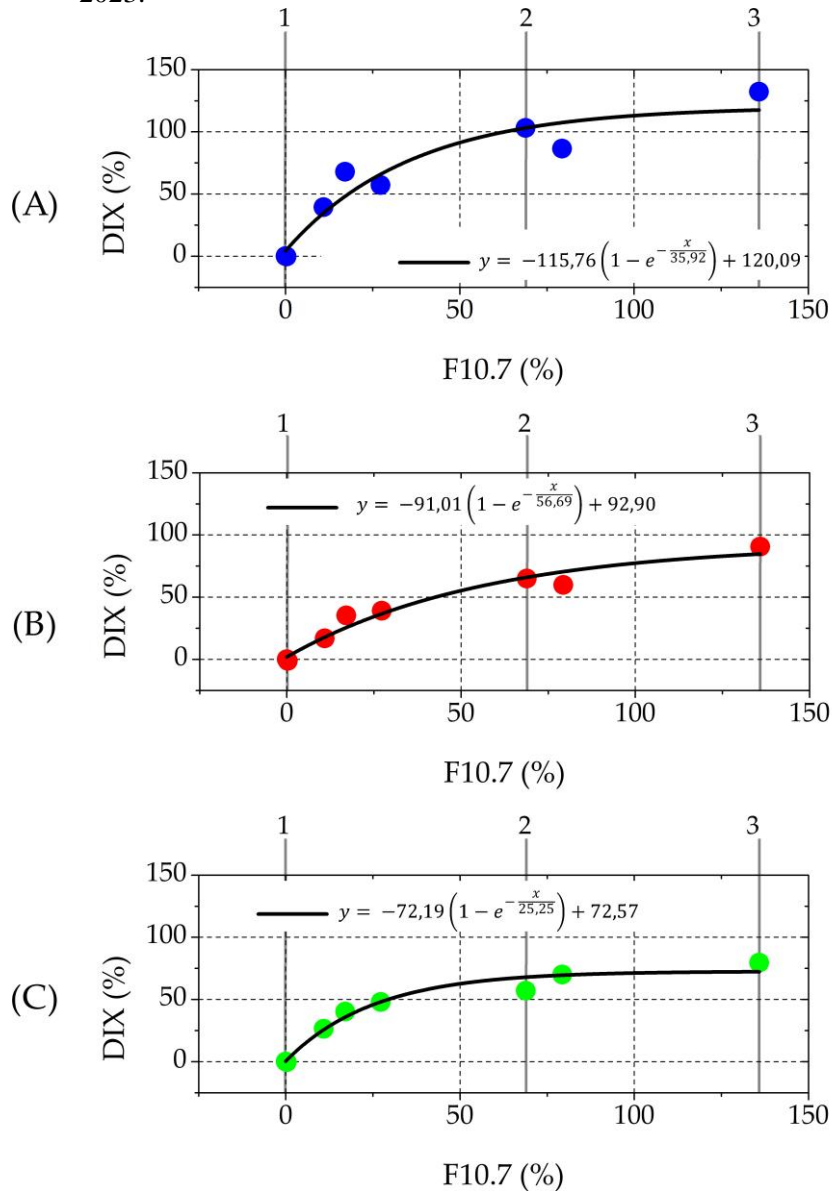 2023.
1 2 3
150
100
50
0
DIX (%)
(A)
y = −115,76 (1 − e^{−x/35,92}) + 120,09
0 50 100 150
F10.7 (%)
1 2 3
150
100
50
0
DIX (%)
(B)
y = −91,01 (1 − e^{−x/56,69}) + 92,90
0 50 100 150
F10.7 (%)
1 2 3
150
100
50
0
DIX (%)
(C)
y = −72,19 (1 − e^{−x/25,25}) + 72,57
0 50 100 150
F10.7 (%)